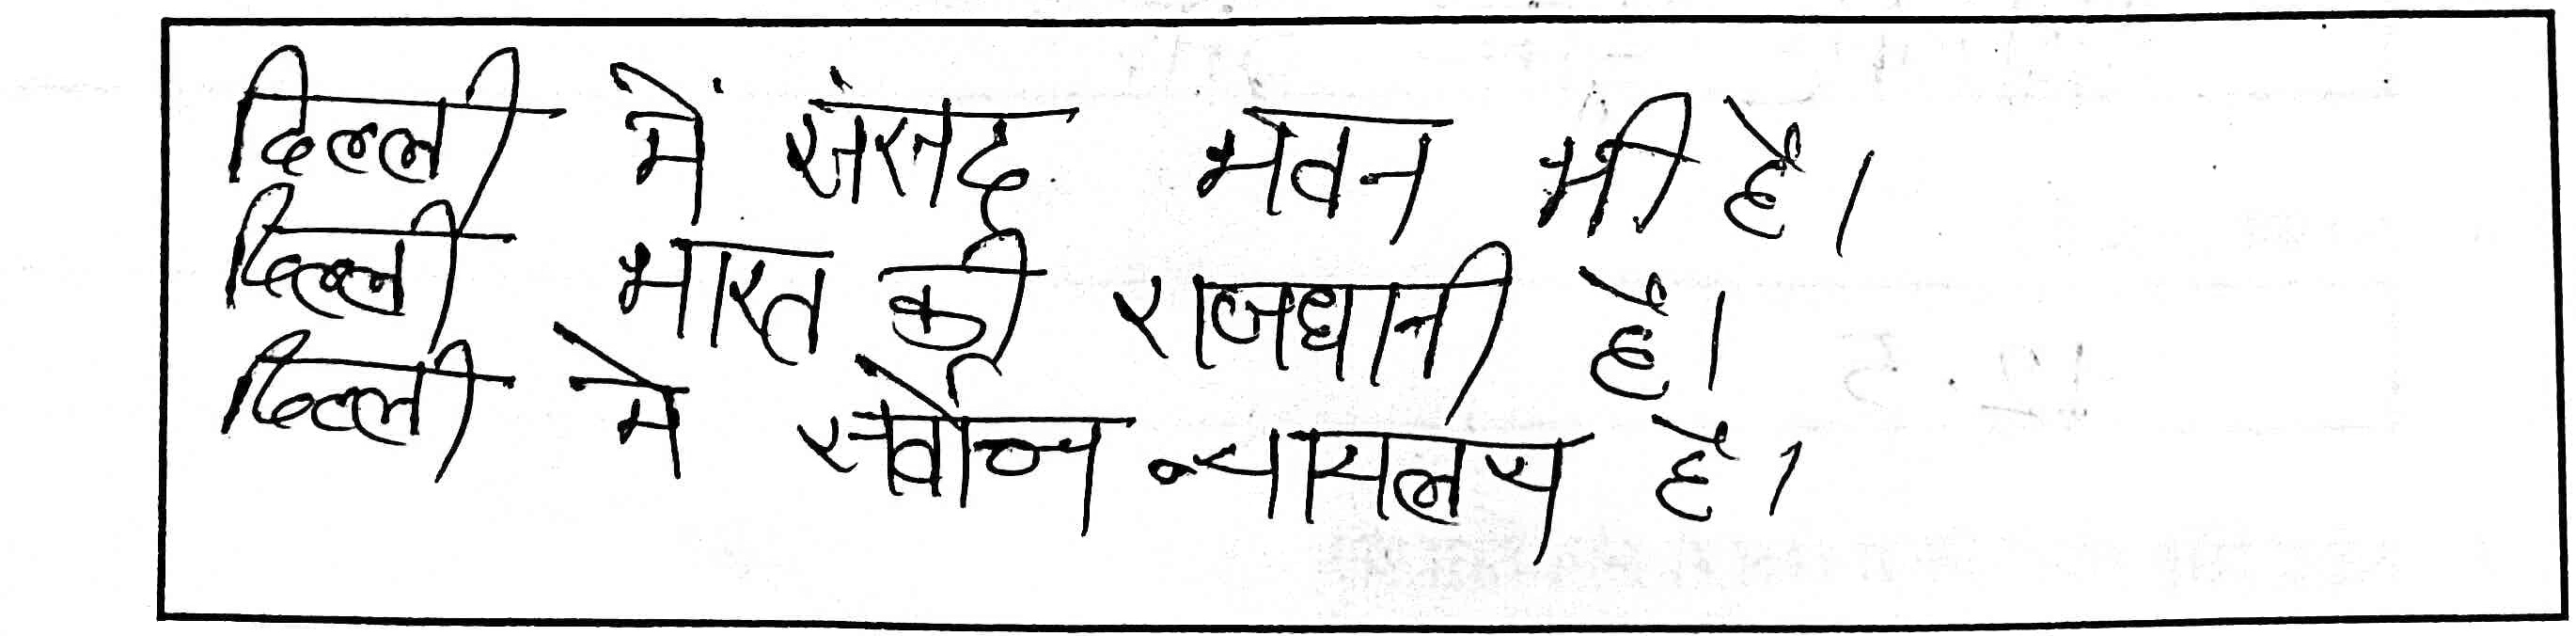 दिल्ली में संसद भवन भी है।
दिल्ली भारत की राजधानी है।
दिल्ली मे सर्वोच्च न्यायलय है।